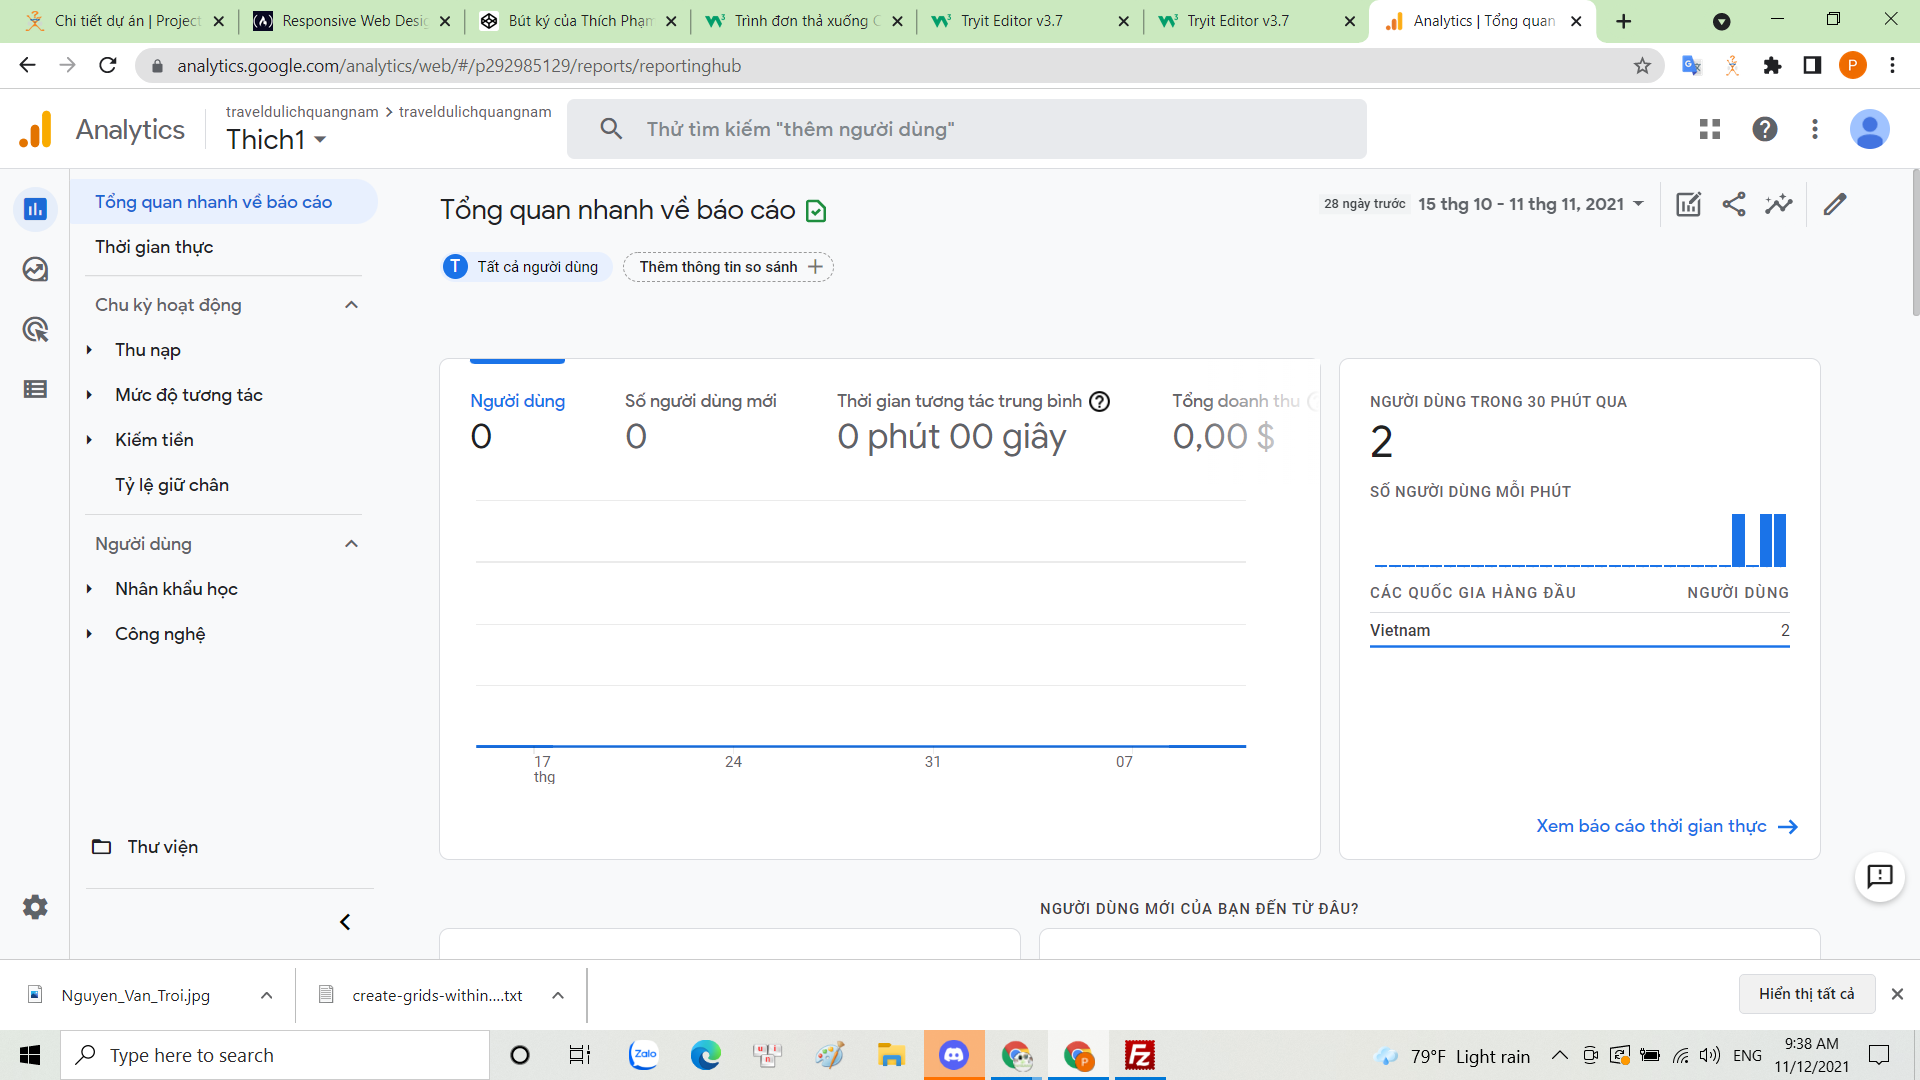 Chi tiết dự án | Project
Responsive Web Desig
Bút ký của Thích Phạm
Trình đơn thả xuống C
Tryit Editor v3.7
Tryit Editor v3.7
Analytics | Tổng quan
analytics.google.com/analytics/web/#/p292985129/reports/reportinghub
P
Analytics
traveldulichquangnam > traveldulichquangnam
Thich1
Thử tìm kiếm "thêm người dùng"
Tổng quan nhanh về báo cáo
Thời gian thực
Chu kỳ hoạt động
Thu nạp
Mức độ tương tác
Kiếm tiền
Tỷ lệ giữ chân
Người dùng
Nhân khẩu học
Công nghệ
Thư viện
Tổng quan nhanh về báo cáo
28 ngày trước
15 thg 10 - 11 thg 11, 2021
T
Tất cả người dùng
Thêm thông tin so sánh
Người dùng
0
Số người dùng mới
0
Thời gian tương tác trung bình
0 phút 00 giây
Tổng doanh thu
0,00 $
17
thg
24
31
07
NGƯỜI DÙNG TRONG 30 PHÚT QUA
2
SỐ NGƯỜI DÙNG MỖI PHÚT
CÁC QUỐC GIA HÀNG ĐẦU
NGƯỜI DÙNG
Vietnam
2
Xem báo cáo thời gian thực
NGƯỜI DÙNG MỚI CỦA BẠN ĐẾN TỪ ĐÂU?
Nguyen_Van_Troi.jpg
create-grids-within....txt
Hiển thị tất cả
Type here to search
Zalo
79°F Light rain
ENG
9:38 AM
11/12/2021